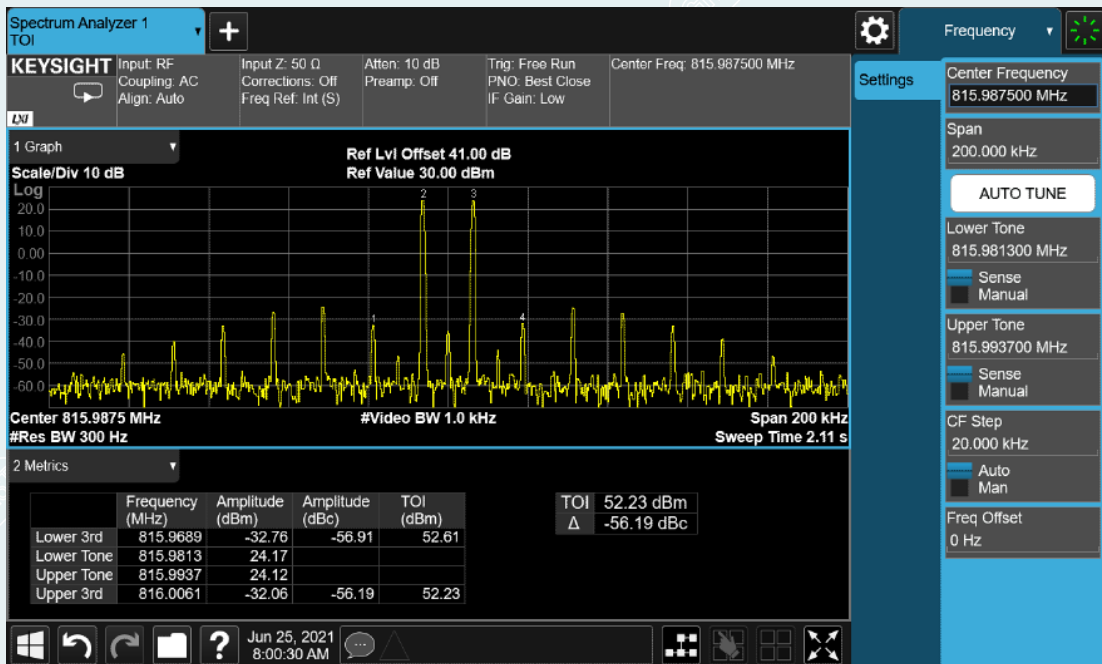 Spectrum Analyzer 1
TOI
+
Frequency
KEYSIGHT
LXI
Input: RF
Coupling: AC
Align: Auto
Input Z: 50 Ω
Corrections: Off
Freq Ref: Int (S)
Atten: 10 dB
Preamp: Off
Trig: Free Run
PNO: Best Close
IF Gain: Low
Center Freq: 815.987500 MHz
1 Graph
Scale/Div 10 dB
Ref Lvl Offset 41.00 dB
Ref Value 30.00 dBm
Log
20.0
10.0
0.00
-10.0
-20.0
-30.0
-40.0
-50.0
-60.0
1
2
3
4
Center 815.9875 MHz
#Video BW 1.0 kHz
Span 200 kHz
#Res BW 300 Hz
Sweep Time 2.11 s
2 Metrics
Frequency (MHz) Amplitude (dBm) Amplitude (dBc) TOI (dBm)
Lower 3rd 815.9689 -32.76 -56.91 52.61
Lower Tone 815.9813 24.17
Upper Tone 815.9937 24.12
Upper 3rd 816.0061 -32.06 -56.19 52.23
TOI 52.23 dBm
Δ -56.19 dBc
Settings
Center Frequency
815.987500 MHz
Span
200.000 kHz
AUTO TUNE
Lower Tone
815.981300 MHz
Sense
Manual
Upper Tone
815.993700 MHz
Sense
Manual
CF Step
20.000 kHz
Auto
Man
Freq Offset
0 Hz
?
Jun 25, 2021
8:00:30 AM